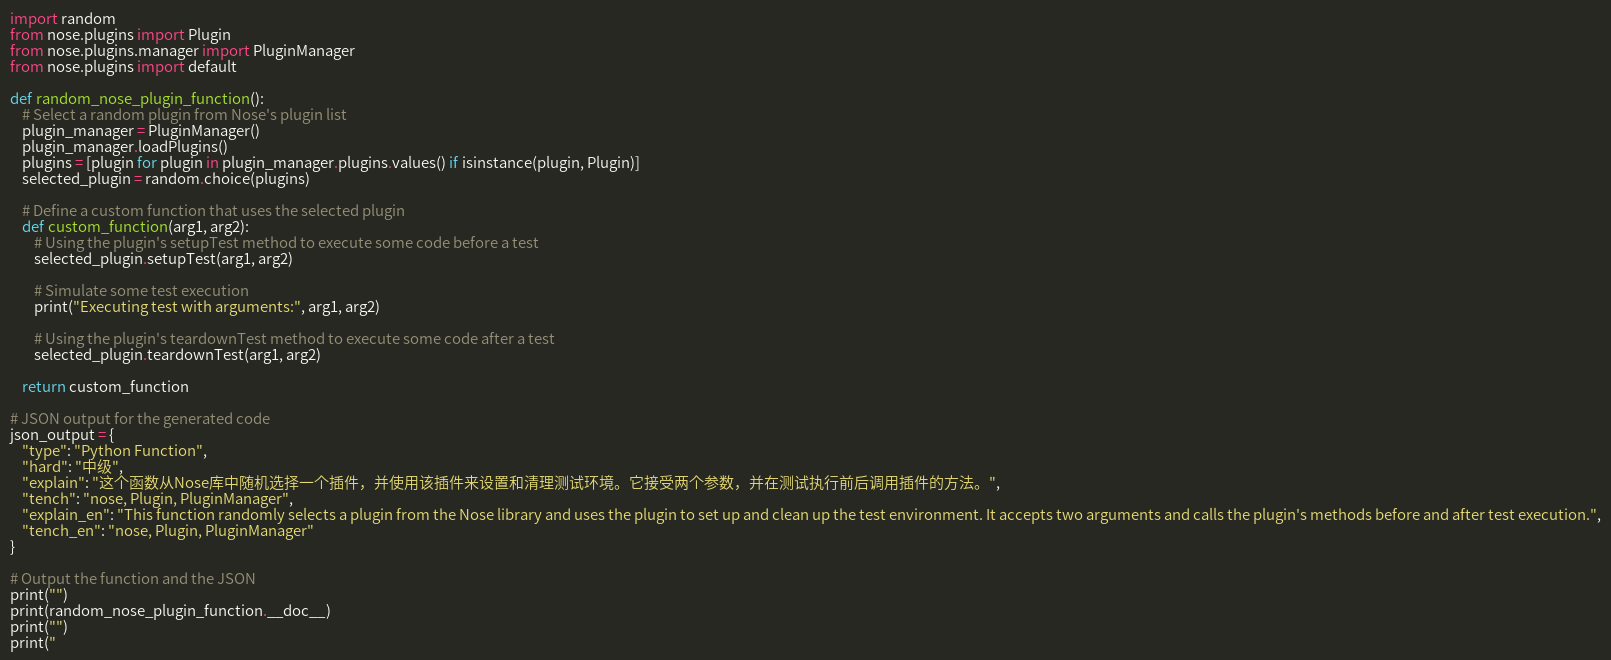 import random
from nose.plugins import Plugin
from nose.plugins.manager import PluginManager
from nose.plugins import default

def random_nose_plugin_function():
    # Select a random plugin from Nose's plugin list
    plugin_manager = PluginManager()
    plugin_manager.loadPlugins()
    plugins = [plugin for plugin in plugin_manager.plugins.values() if isinstance(plugin, Plugin)]
    selected_plugin = random.choice(plugins)

    # Define a custom function that uses the selected plugin
    def custom_function(arg1, arg2):
        # Using the plugin's setupTest method to execute some code before a test
        selected_plugin.setupTest(arg1, arg2)

        # Simulate some test execution
        print("Executing test with arguments:", arg1, arg2)

        # Using the plugin's teardownTest method to execute some code after a test
        selected_plugin.teardownTest(arg1, arg2)

    return custom_function

# JSON output for the generated code
json_output = {
    "type": "Python Function",
    "hard": "中级",
    "explain": "这个函数从Nose库中随机选择一个插件，并使用该插件来设置和清理测试环境。它接受两个参数，并在测试执行前后调用插件的方法。",
    "tench": "nose, Plugin, PluginManager",
    "explain_en": "This function randomly selects a plugin from the Nose library and uses the plugin to set up and clean up the test environment. It accepts two arguments and calls the plugin's methods before and after test execution.",
    "tench_en": "nose, Plugin, PluginManager"
}

# Output the function and the JSON
print("")
print(random_nose_plugin_function.__doc__)
print("")
print("